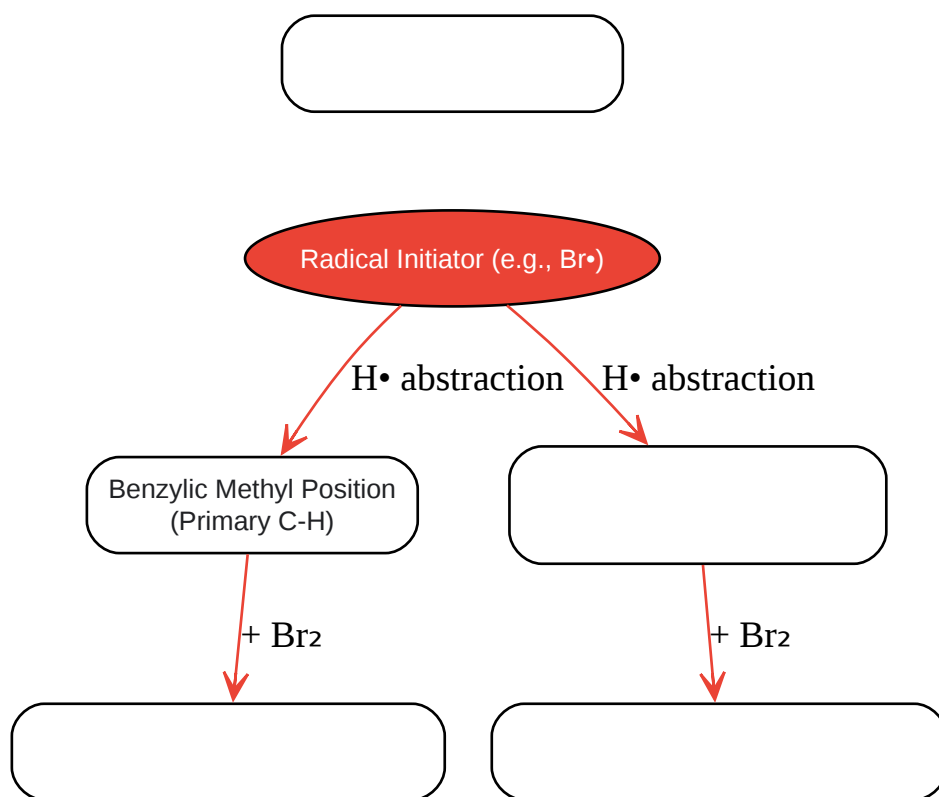 Radical Initiator (e.g., Br•)
H• abstraction
H• abstraction
Benzylic Methyl Position
(Primary C-H)
+ Br₂
+ Br₂